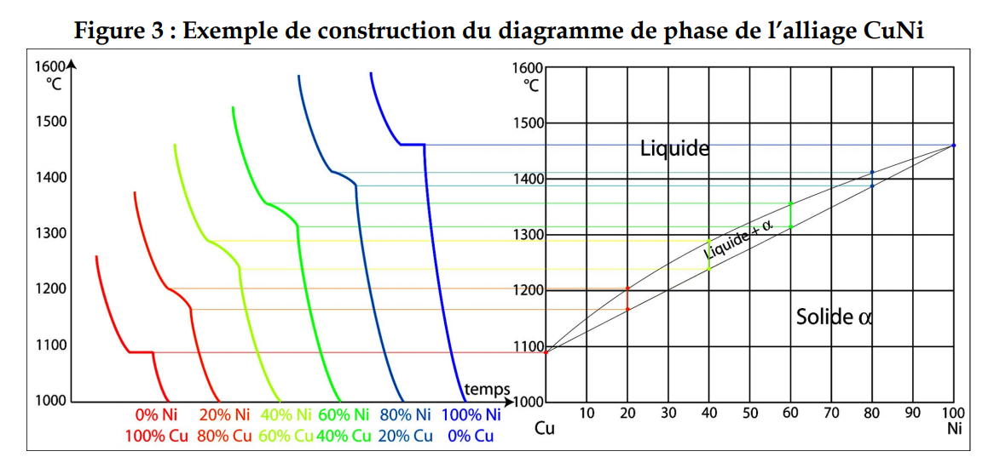 Figure 3 : Exemple de construction du diagramme de phase de l’alliage CuNi
1600
°C
1500
1400
1300
1200
1100
1000
temps
0% Ni 20% Ni 40% Ni 60% Ni 80% Ni 100% Ni
100% Cu 80% Cu 60% Cu 40% Cu 20% Cu 0% Cu
1600
°C
1500
1400
1300
1200
1100
1000
Liquide
Liquide + α
Solide α
10 20 30 40 50 60 70 80 90 100
Cu Ni